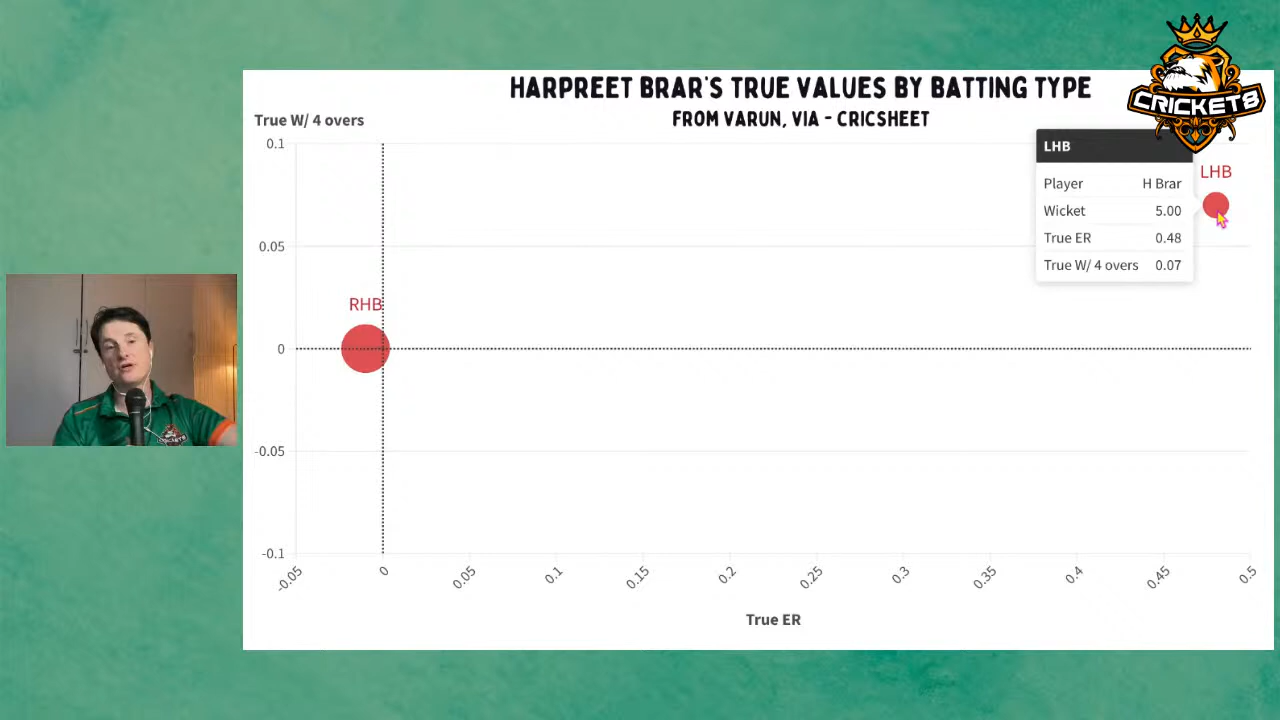 HARPREET BRAR'S TRUE VALUES BY BATTING TYPE
FROM VARUN, VIA - CRICSHEET
CRICKET8
True W/ 4 overs
0.1
0.05
0
-0.05
-0.1
LHB
Player H Brar
Wicket 5.00
True ER 0.48
True W/ 4 overs 0.07
LHB
RHB
-0.05
0
0.05
0.1
0.15
0.2
0.25
0.3
0.35
0.4
0.45
0.5
True ER
CRICKET8